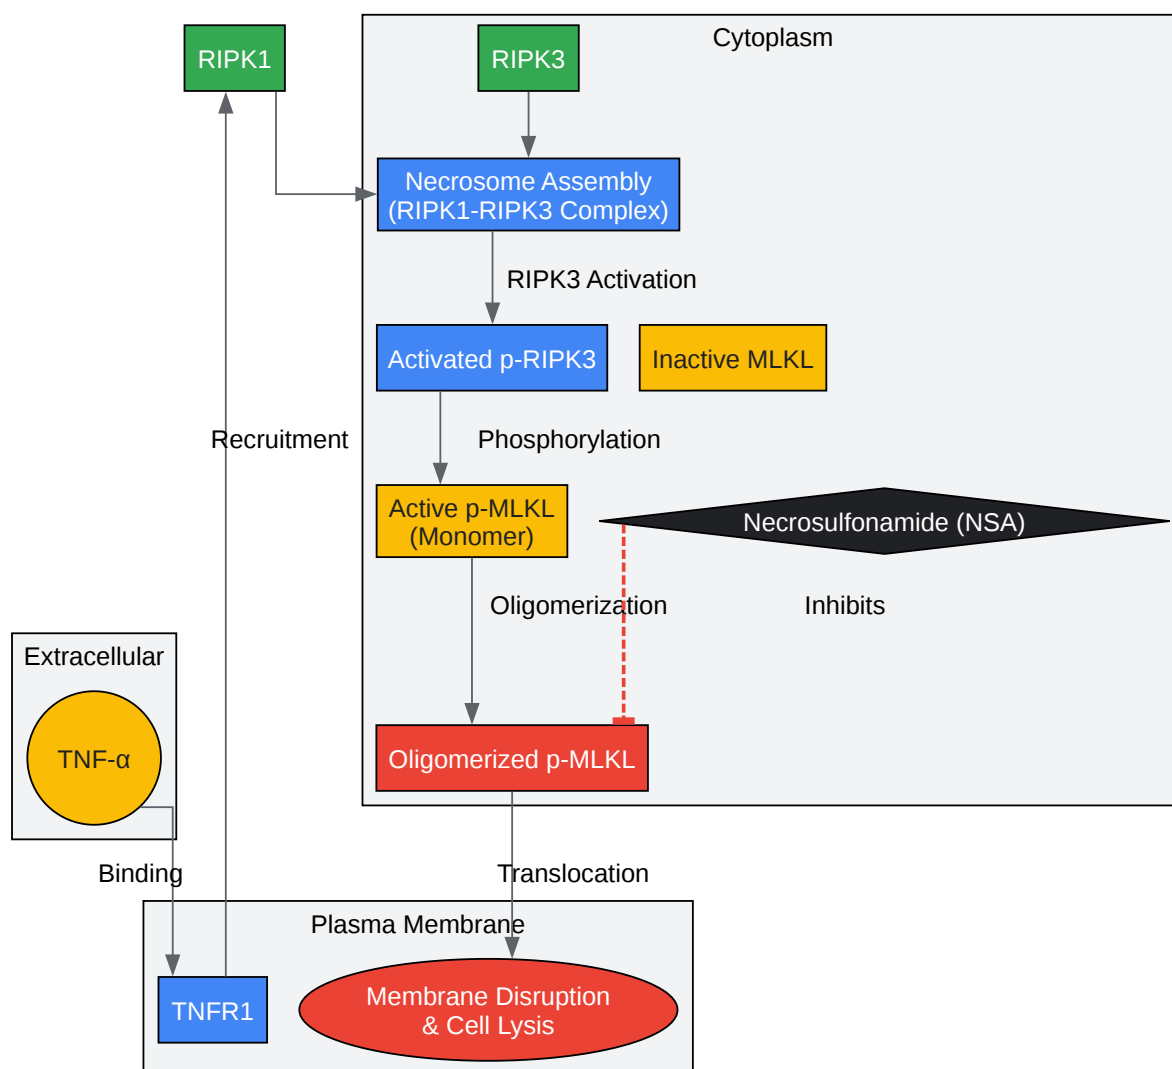 Cytoplasm
RIPK1
RIPK3
Necrosome Assembly
(RIPK1-RIPK3 Complex)
RIPK3 Activation
Activated p-RIPK3
Inactive MLKL
Recruitment
Phosphorylation
Active p-MLKL
(Monomer)
Necrosulfonamide (NSA)
Oligomerization
Inhibits
Extracellular
TNF-α
Oligomerized p-MLKL
Binding
Translocation
Plasma Membrane
TNFR1
Membrane Disruption
& Cell Lysis